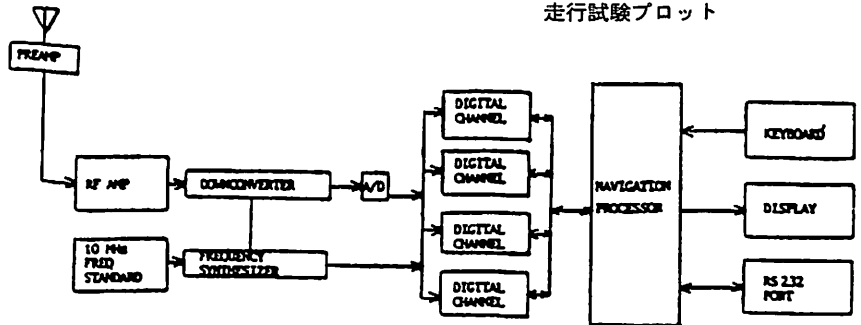 走行試験プロット
PREAMP
RF AMP
DOWNCONVERTER
A/D
10 MHz
FREQ
STANDARD
FREQUENCY
SYNTHESIZER
DIGITAL
CHANNEL
DIGITAL
CHANNEL
DIGITAL
CHANNEL
DIGITAL
CHANNEL
NAVIGATION
PROCESSOR
KEYBOARD
DISPLAY
RS 232
PORT